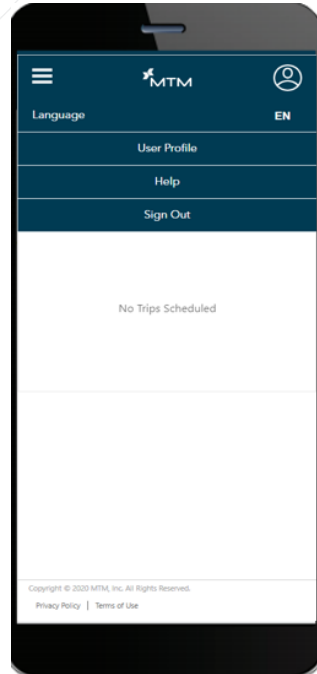 MTM
Language EN
User Profile
Help
Sign Out
No Trips Scheduled
Copyright © 2020 MTM, Inc. All Rights Reserved.
Privacy Policy | Terms of Use